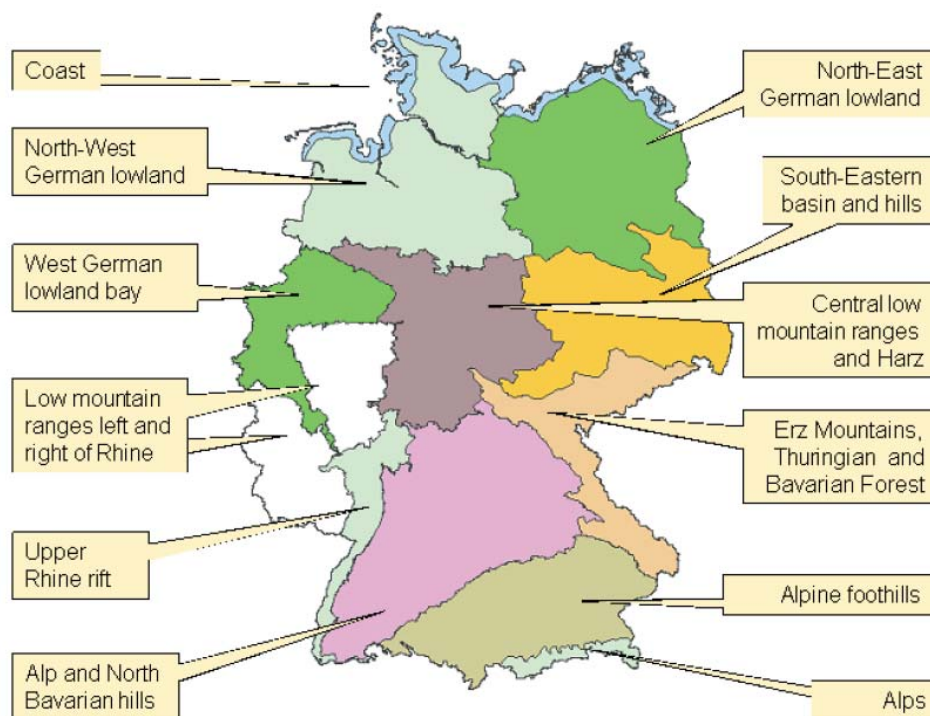 Coast
North-West
German lowland
West German
lowland bay
Low mountain
ranges left and
right of Rhine
Upper
Rhine rift
Alp and North
Bavarian hills
North-East
German lowland
South-Eastern
basin and hills
Central low
mountain ranges
and Harz
Erz Mountains,
Thuringian and
Bavarian Forest
Alpine foothills
Alps